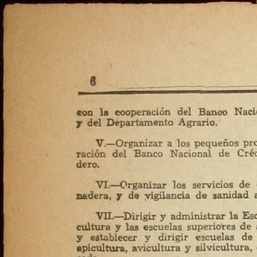 6
con la cooperación del Banco Naci
y del Departamento Agrario.
V.—Organizar a los pequeños pro
ración del Banco Nacional de Créd
dero.
VI.—Organizar los servicios de
nadera, y de vigilancia de sanidad a
VII.—Dirigir y administrar la Esc
cultura y las escuelas superiores de
y establecer y dirigir escuelas de
apicultura, avicultura y silvicultura,